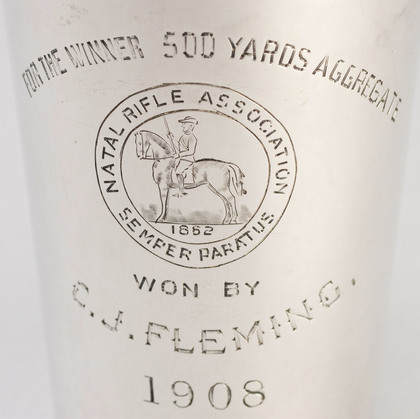 FOR THE WINNER 500 YARDS AGGREGATE
NATAL RIFLE ASSOCIATION
1862
SEMPER PARATUS
WON BY
C.J. FLEMING.
1908